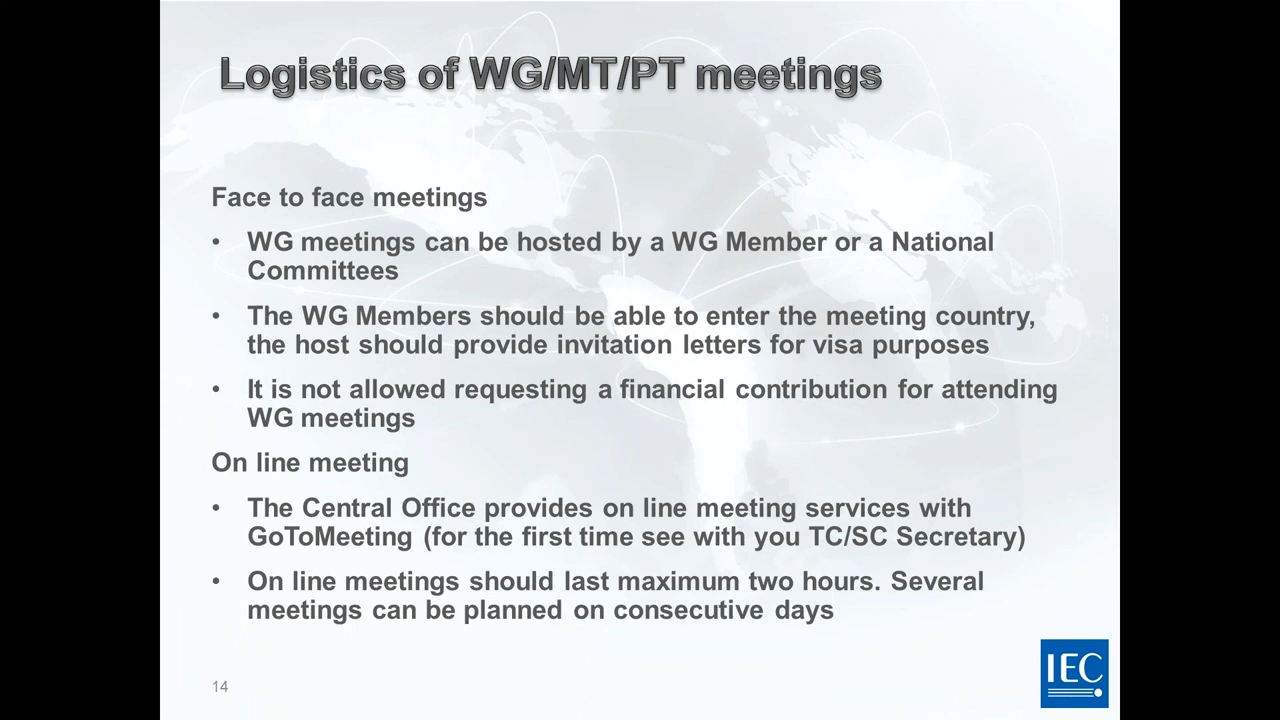 Logistics of WG/MT/PT meetings
Face to face meetings
• WG meetings can be hosted by a WG Member or a National
Committees
• The WG Members should be able to enter the meeting country,
the host should provide invitation letters for visa purposes
• It is not allowed requesting a financial contribution for attending
WG meetings
On line meeting
• The Central Office provides on line meeting services with
GoToMeeting (for the first time see with you TC/SC Secretary)
• On line meetings should last maximum two hours. Several
meetings can be planned on consecutive days
14
IEC